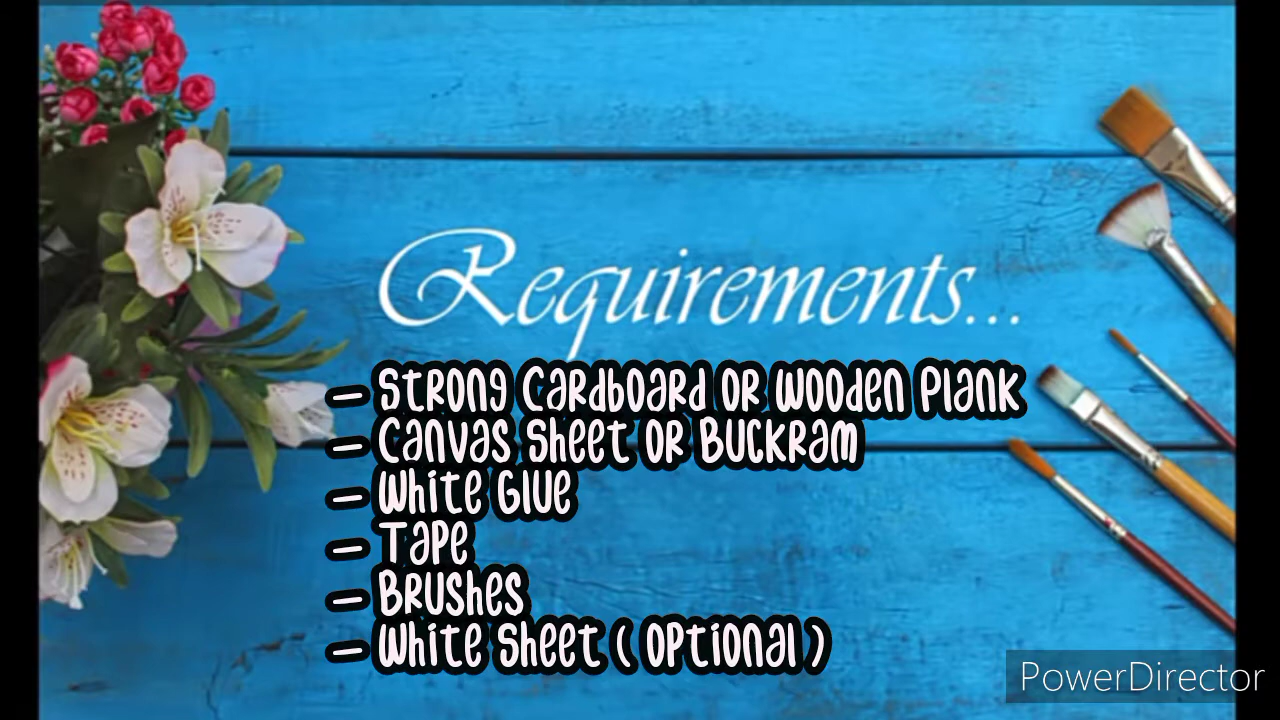 Requirements...
- Strong Cardboard or Wooden Plank
- Canvas Sheet or Buckram
- White Glue
- Tape
- Brushes
- White Sheet ( Optional )
PowerDirector